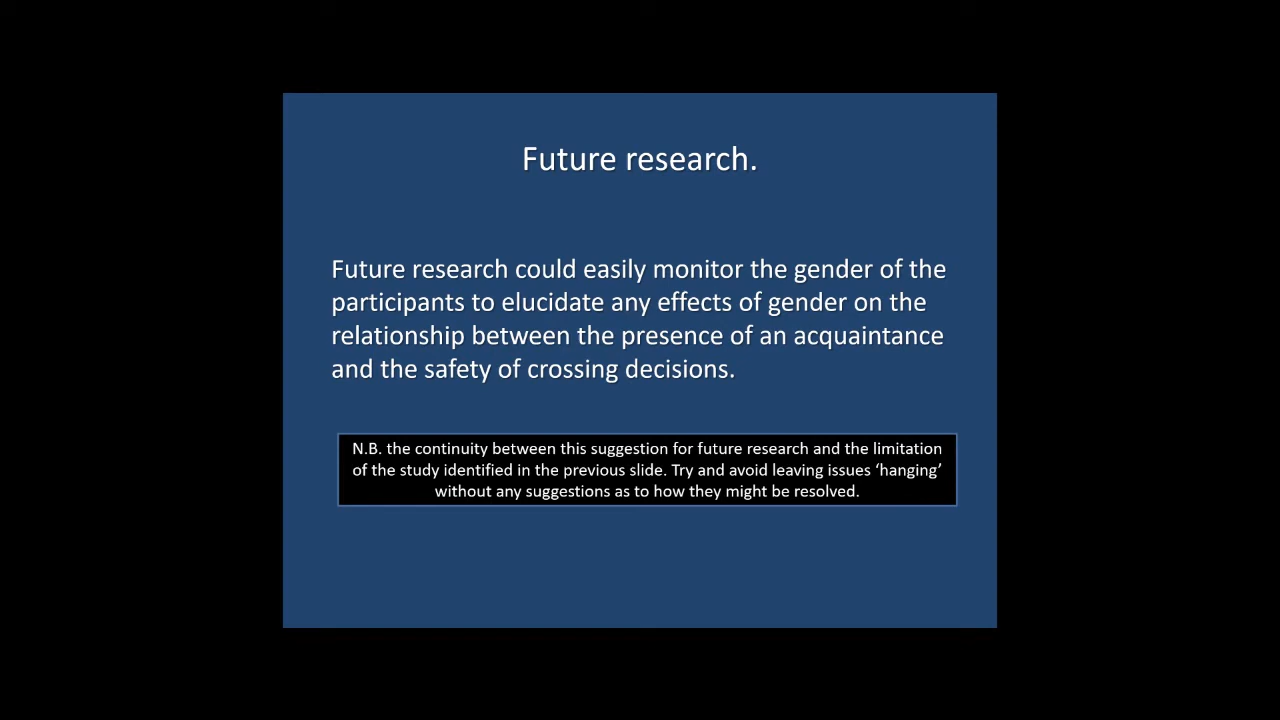 Future research.
Future research could easily monitor the gender of the
participants to elucidate any effects of gender on the
relationship between the presence of an acquaintance
and the safety of crossing decisions.
N.B. the continuity between this suggestion for future research and the limitation
of the study identified in the previous slide. Try and avoid leaving issues ‘hanging’
without any suggestions as to how they might be resolved.